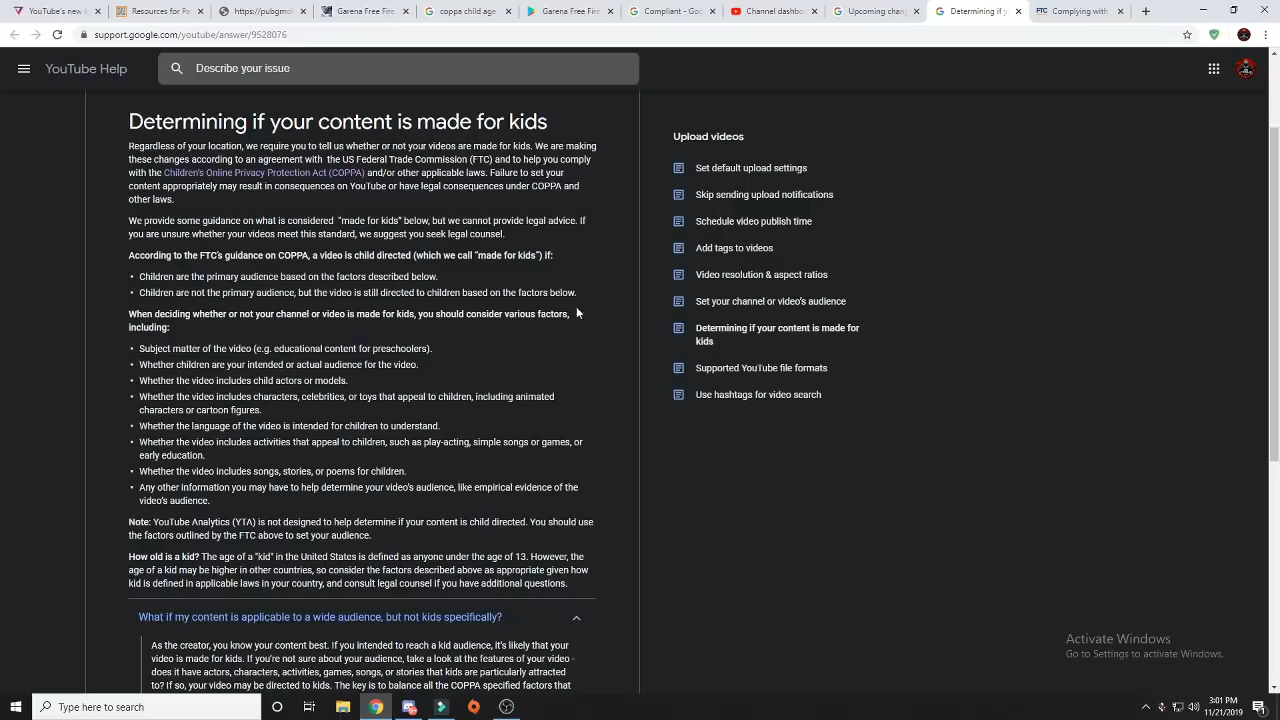 YouTube's new k
Resources for Pa
https://pubgmol
Garena Free Fire
coppa child age
Garena Free Fire
Compliant - Goo
Channel dashboa
Upcoming chang
Determining if y
Complying with
support.google.com/youtube/answer/9528076
YouTube Help
Describe your issue
Determining if your content is made for kids
Regardless of your location, we require you to tell us whether or not your videos are made for kids. We are making
these changes according to an agreement with the US Federal Trade Commission (FTC) and to help you comply
with the Children's Online Privacy Protection Act (COPPA) and/or other applicable laws. Failure to set your
content appropriately may result in consequences on YouTube or have legal consequences under COPPA and
other laws.
We provide some guidance on what is considered "made for kids" below, but we cannot provide legal advice. If
you are unsure whether your videos meet this standard, we suggest you seek legal counsel.
According to the FTC's guidance on COPPA, a video is child directed (which we call "made for kids") if:
• Children are the primary audience based on the factors described below.
• Children are not the primary audience, but the video is still directed to children based on the factors below.
When deciding whether or not your channel or video is made for kids, you should consider various factors,
including:
• Subject matter of the video (e.g. educational content for preschoolers).
• Whether children are your intended or actual audience for the video.
• Whether the video includes child actors or models.
• Whether the video includes characters, celebrities, or toys that appeal to children, including animated
characters or cartoon figures.
• Whether the language of the video is intended for children to understand.
• Whether the video includes activities that appeal to children, such as play-acting, simple songs or games, or
early education.
• Whether the video includes songs, stories, or poems for children.
• Any other information you may have to help determine your video's audience, like empirical evidence of the
video's audience.
Note: YouTube Analytics (YTA) is not designed to help determine if your content is child directed. You should use
the factors outlined by the FTC above to set your audience.
How old is a kid? The age of a "kid" in the United States is defined as anyone under the age of 13. However, the
age of a kid may be higher in other countries, so consider the factors described above as appropriate given how
kid is defined in applicable laws in your country, and consult legal counsel if you have additional questions.
What if my content is applicable to a wide audience, but not kids specifically?
As the creator, you know your content best. If you intended to reach a kid audience, it's likely that your
video is made for kids. If you're not sure about your audience, take a look at the features of your video -
does it have actors, characters, activities, games, songs, or stories that kids are particularly attracted
to? If so, your video may be directed to kids. The key is to balance all the COPPA specified factors that
Upload videos
Set default upload settings
Skip sending upload notifications
Schedule video publish time
Add tags to videos
Video resolution & aspect ratios
Set your channel or video's audience
Determining if your content is made for
kids
Supported YouTube file formats
Use hashtags for video search
Activate Windows
Go to Settings to activate Windows.
Type here to search
3:01 PM
11/21/2019